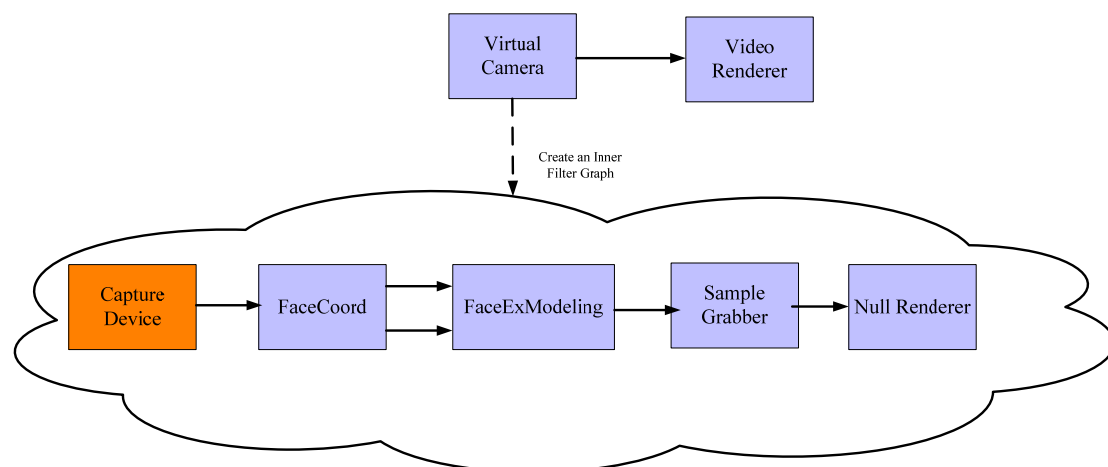 Virtual
Camera
Video
Renderer
Create an Inner
Filter Graph
Capture
Device
FaceCoord
FaceExModeling
Sample
Grabber
Null Renderer